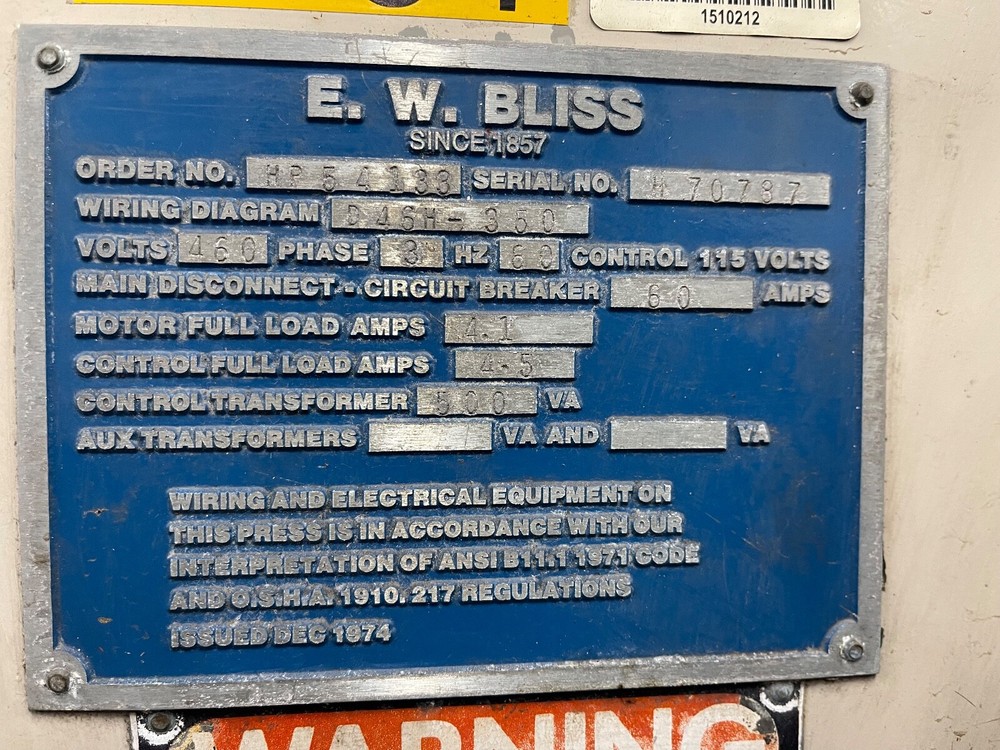 1510212
E. W. BLISS
SINCE 1857
ORDER NO. HP54133 SERIAL NO. H 70787
WIRING DIAGRAM D46H-350
VOLTS 460 PHASE 3 HZ 60 CONTROL 115 VOLTS
MAIN DISCONNECT - CIRCUIT BREAKER 60 AMPS
MOTOR FULL LOAD AMPS 41
CONTROL FULL LOAD AMPS 4.5
CONTROL TRANSFORMER 500 VA
AUX TRANSFORMERS VA AND VA
WIRING AND ELECTRICAL EQUIPMENT ON
THIS PRESS IS IN ACCORDANCE WITH OUR
INTERPRETATION OF ANSI B11.1 1971 CODE
AND O.S.H.A. 1910.217 REGULATIONS
ISSUED DEC 1974
WARNING